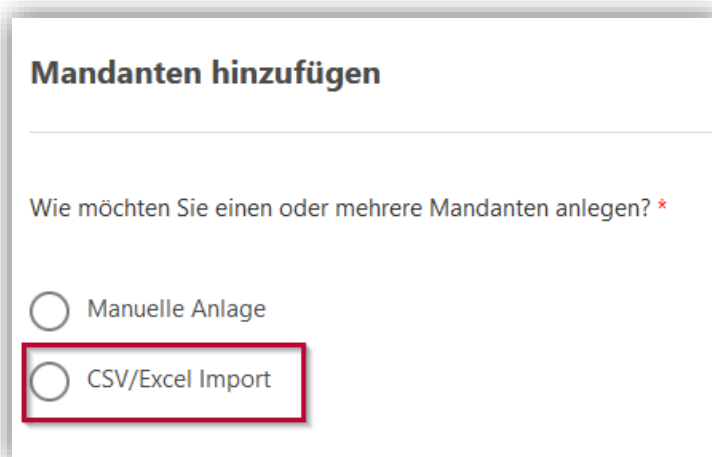 Mandanten hinzufügen
Wie möchten Sie einen oder mehrere Mandanten anlegen? *
Manuelle Anlage
CSV/Excel Import